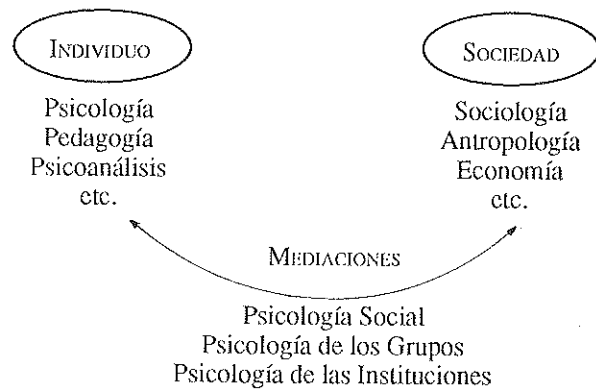 INDIVIDUO
Psicología
Pedagogía
Psicoanálisis
etc.
SOCIEDAD
Sociología
Antropología
Economía
etc.
MEDIACIONES
Psicología Social
Psicología de los Grupos
Psicología de las Instituciones